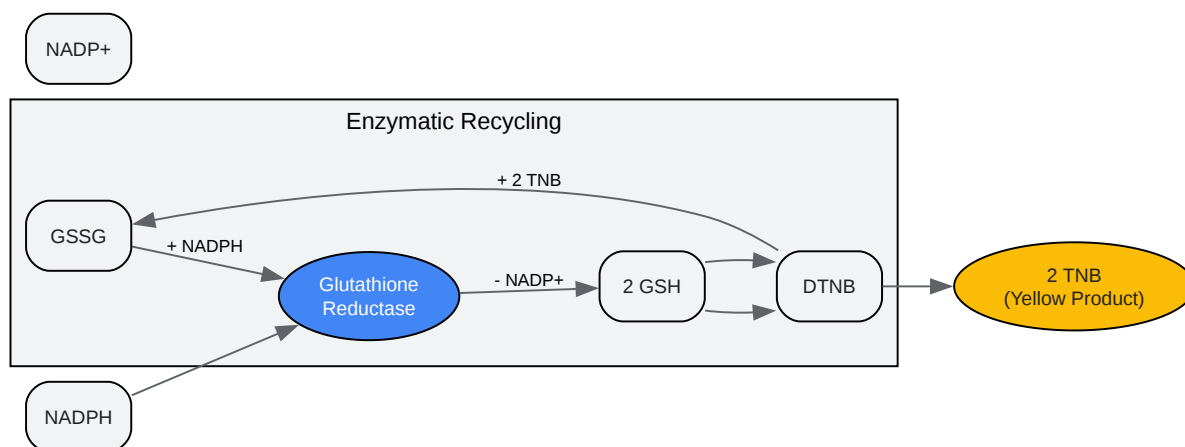 NADP+
Enzymatic Recycling
+ 2 TNB
GSSG
+ NADPH
Glutathione
Reductase
- NADP+
2 GSH
DTNB
2 TNB
(Yellow Product)
NADPH